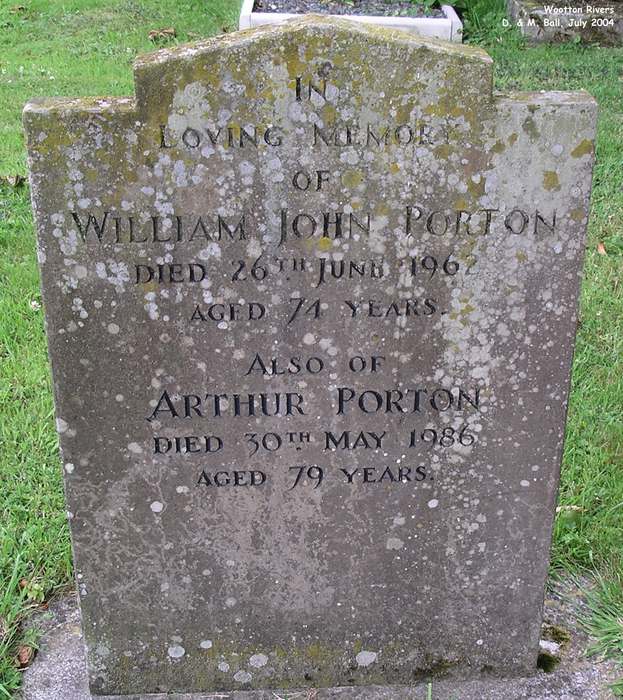 Wootton Rivers
D. & M. Ball, July 2004
IN
LOVING MEMORY
OF
WILLIAM JOHN PORTON
DIED 26TH JUNE 1962
AGED 74 YEARS.
ALSO OF
ARTHUR PORTON
DIED 30TH MAY 1986
AGED 79 YEARS.